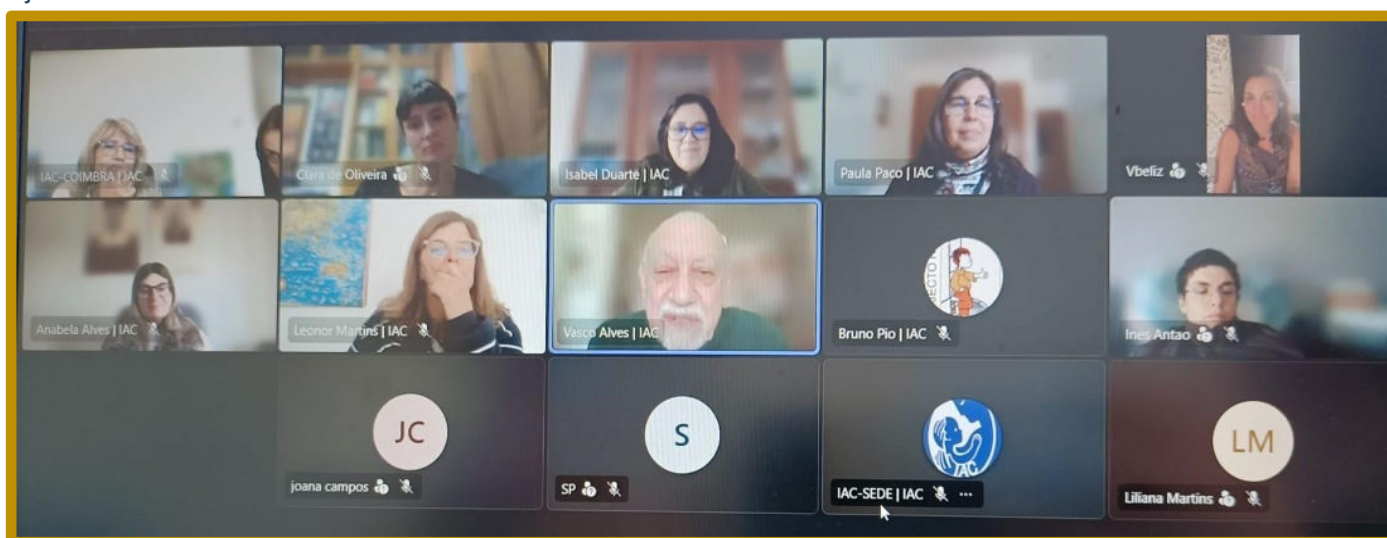 IAC-COIMBRA | IAC
Clara de Oliveira
Isabel Duarte | IAC
Paula Paco | IAC
Vbeliz
Anabela Alves | IAC
Leonor Martins | IAC
Vasco Alves | IAC
Bruno Pio | IAC
Ines Antao
JC
joana campos
S
SP
IAC
IAC-SEDE | IAC
LM
Liliana Martins